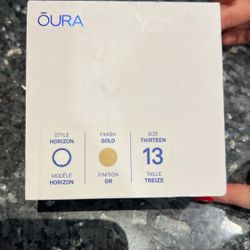 ŌURA
STYLE
HORIZON
MODÈLE
HORIZON
FINISH
GOLD
FINITION
OR
SIZE
THIRTEEN
13
TAILLE
TREIZE